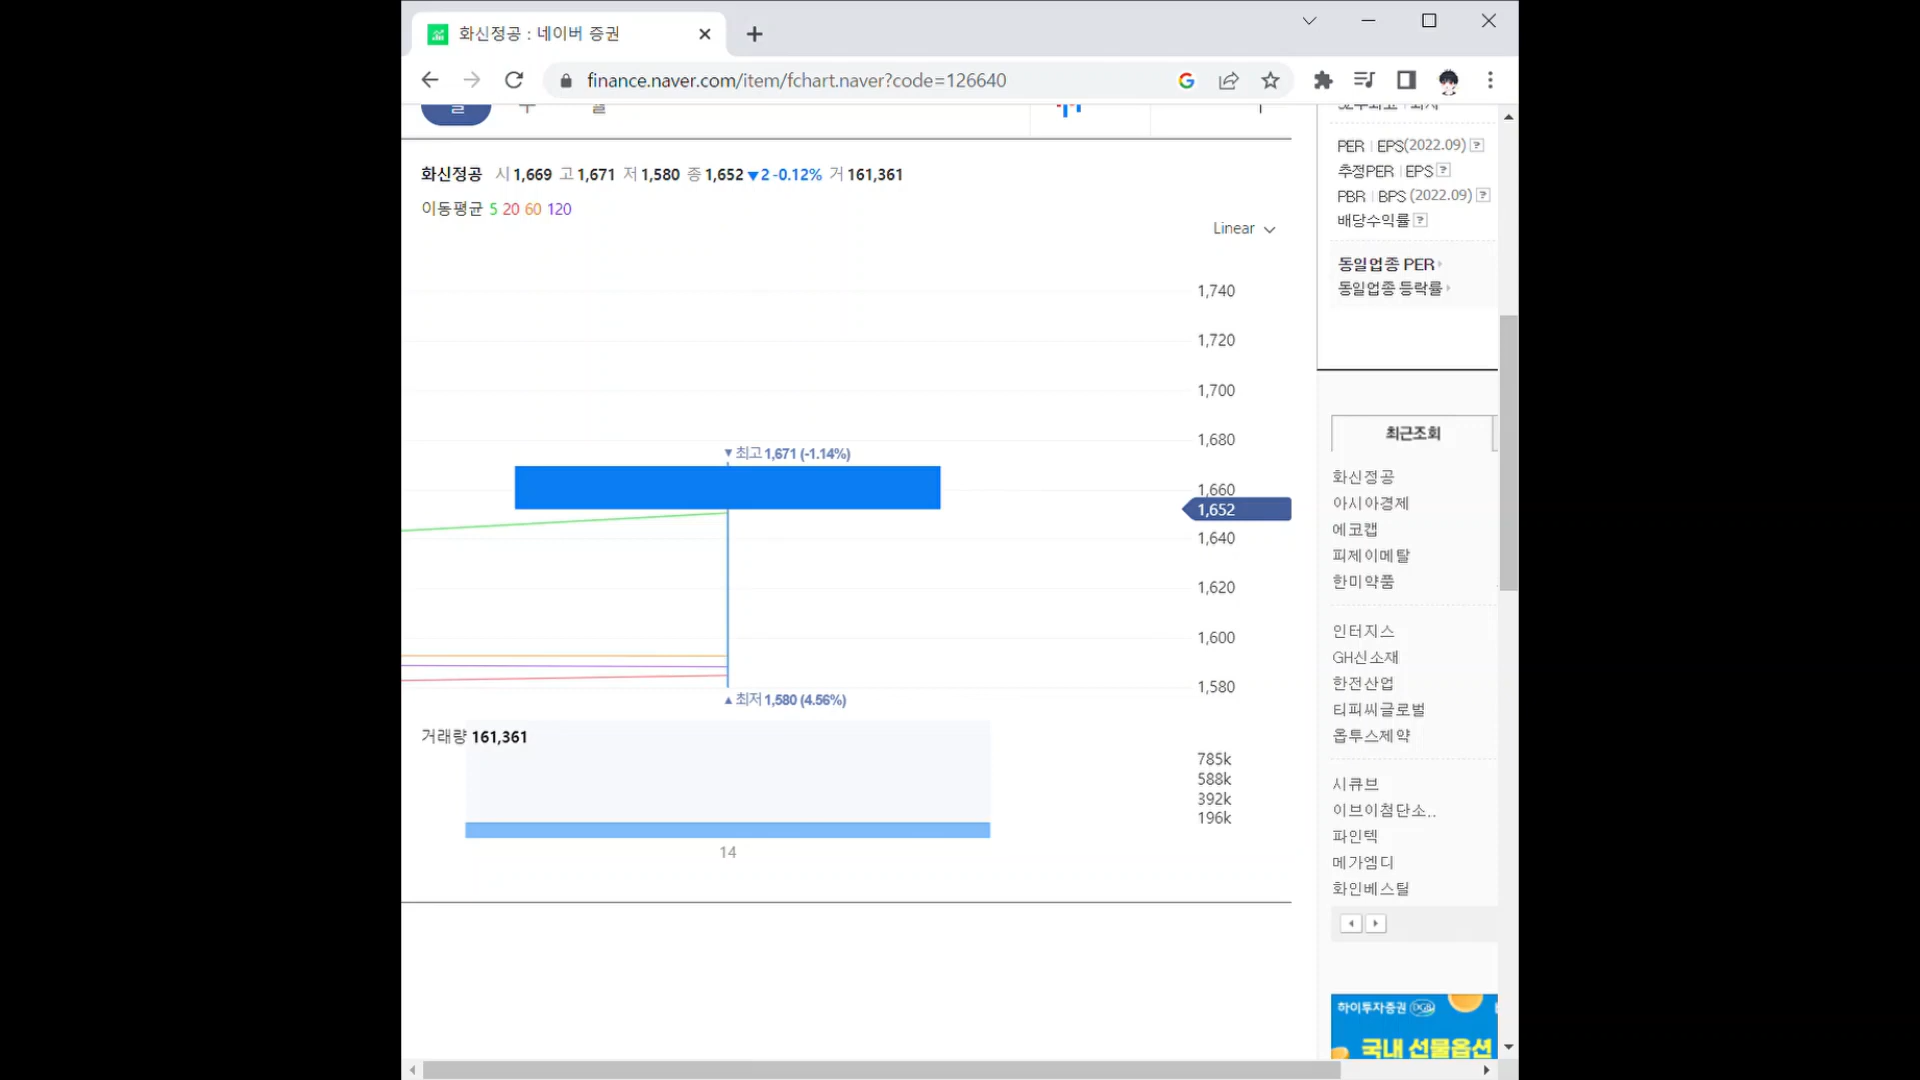 화신정공 : 네이버 증권
finance.naver.com/item/fchart.naver?code=126640
화신정공 시 1,669 고 1,671 저 1,580 종 1,652 ▼2 -0.12% 거 161,361
이동평균 5 20 60 120
Linear
1,740
1,720
1,700
1,680
▼최고 1,671 (-1.14%)
1,660
1,652
1,640
1,620
1,600
1,580
▲최저 1,580 (4.56%)
거래량 161,361
785k
588k
392k
196k
14
PER | EPS(2022.09) ?
추정PER | EPS ?
PBR | BPS (2022.09) ?
배당수익률 ?
동일업종 PER
동일업종 등락률
최근조회
화신정공
아시아경제
에코캡
피제이메탈
한미약품
인터지스
GH신소재
한전산업
티피씨글로벌
옵투스제약
시큐브
이브이첨단소..
파인텍
메가엠디
화인베스틸
하이투자증권 DGB
국내 선물옵션